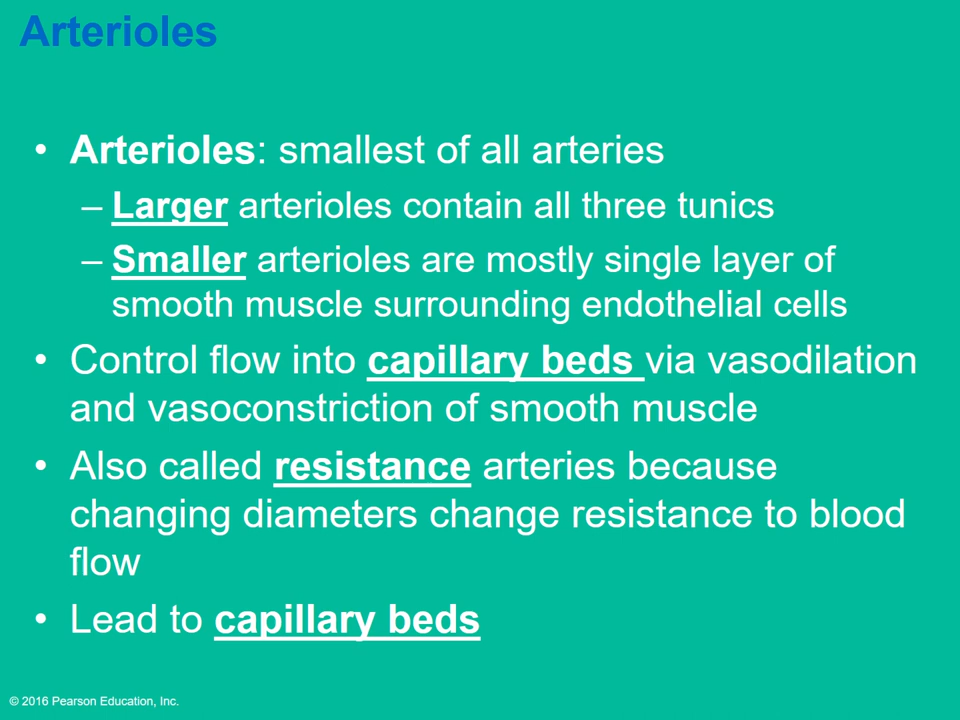 Arterioles
• Arterioles: smallest of all arteries
– Larger arterioles contain all three tunics
– Smaller arterioles are mostly single layer of
smooth muscle surrounding endothelial cells
• Control flow into capillary beds via vasodilation
and vasoconstriction of smooth muscle
• Also called resistance arteries because
changing diameters change resistance to blood
flow
• Lead to capillary beds
© 2016 Pearson Education, Inc.